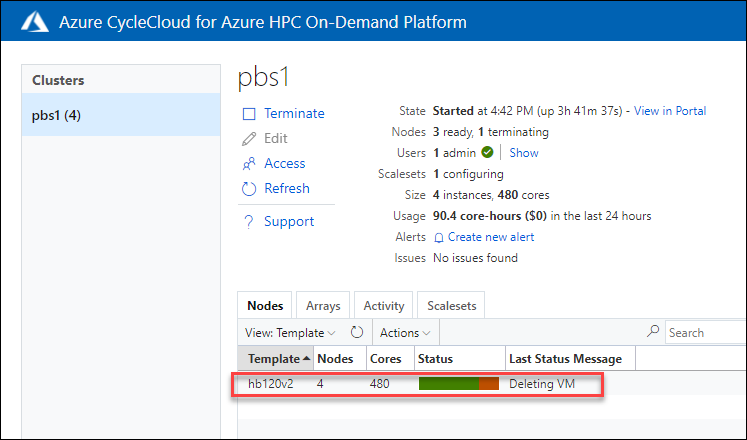 Azure CycleCloud for Azure HPC On-Demand Platform
Clusters
pbs1 (4)
pbs1
Terminate
Edit
Access
Refresh
Support
State Started at 4:42 PM (up 3h 41m 37s) - View in Portal
Nodes 3 ready, 1 terminating
Users 1 admin Show
Scalesets 1 configuring
Size 4 instances, 480 cores
Usage 90.4 core-hours ($0) in the last 24 hours
Alerts Create new alert
Issues No issues found
Nodes Arrays Activity Scalesets
View: Template Actions Search
Template Nodes Cores Status Last Status Message
hb120v2 4 480 Deleting VM